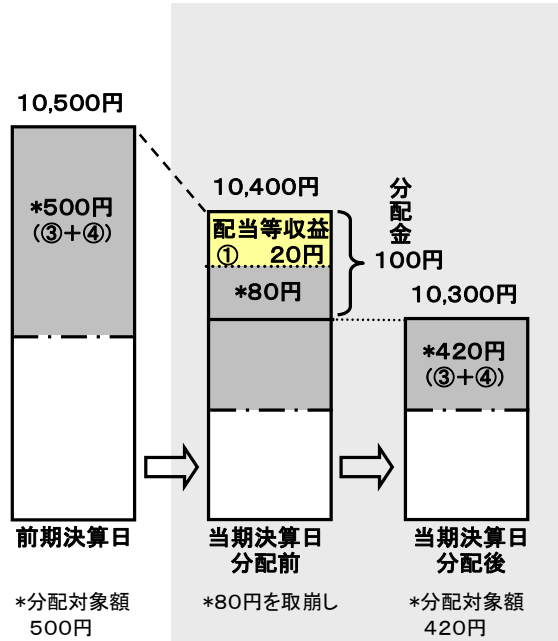 10,500円
*500円
(③+④)
前期決算日
*分配対象額
500円
10,400円
配当等収益
① 20円
*80円
分配金
100円
当期決算日
分配前
*80円を取崩し
10,300円
*420円
(③+④)
当期決算日
分配後
*分配対象額
420円